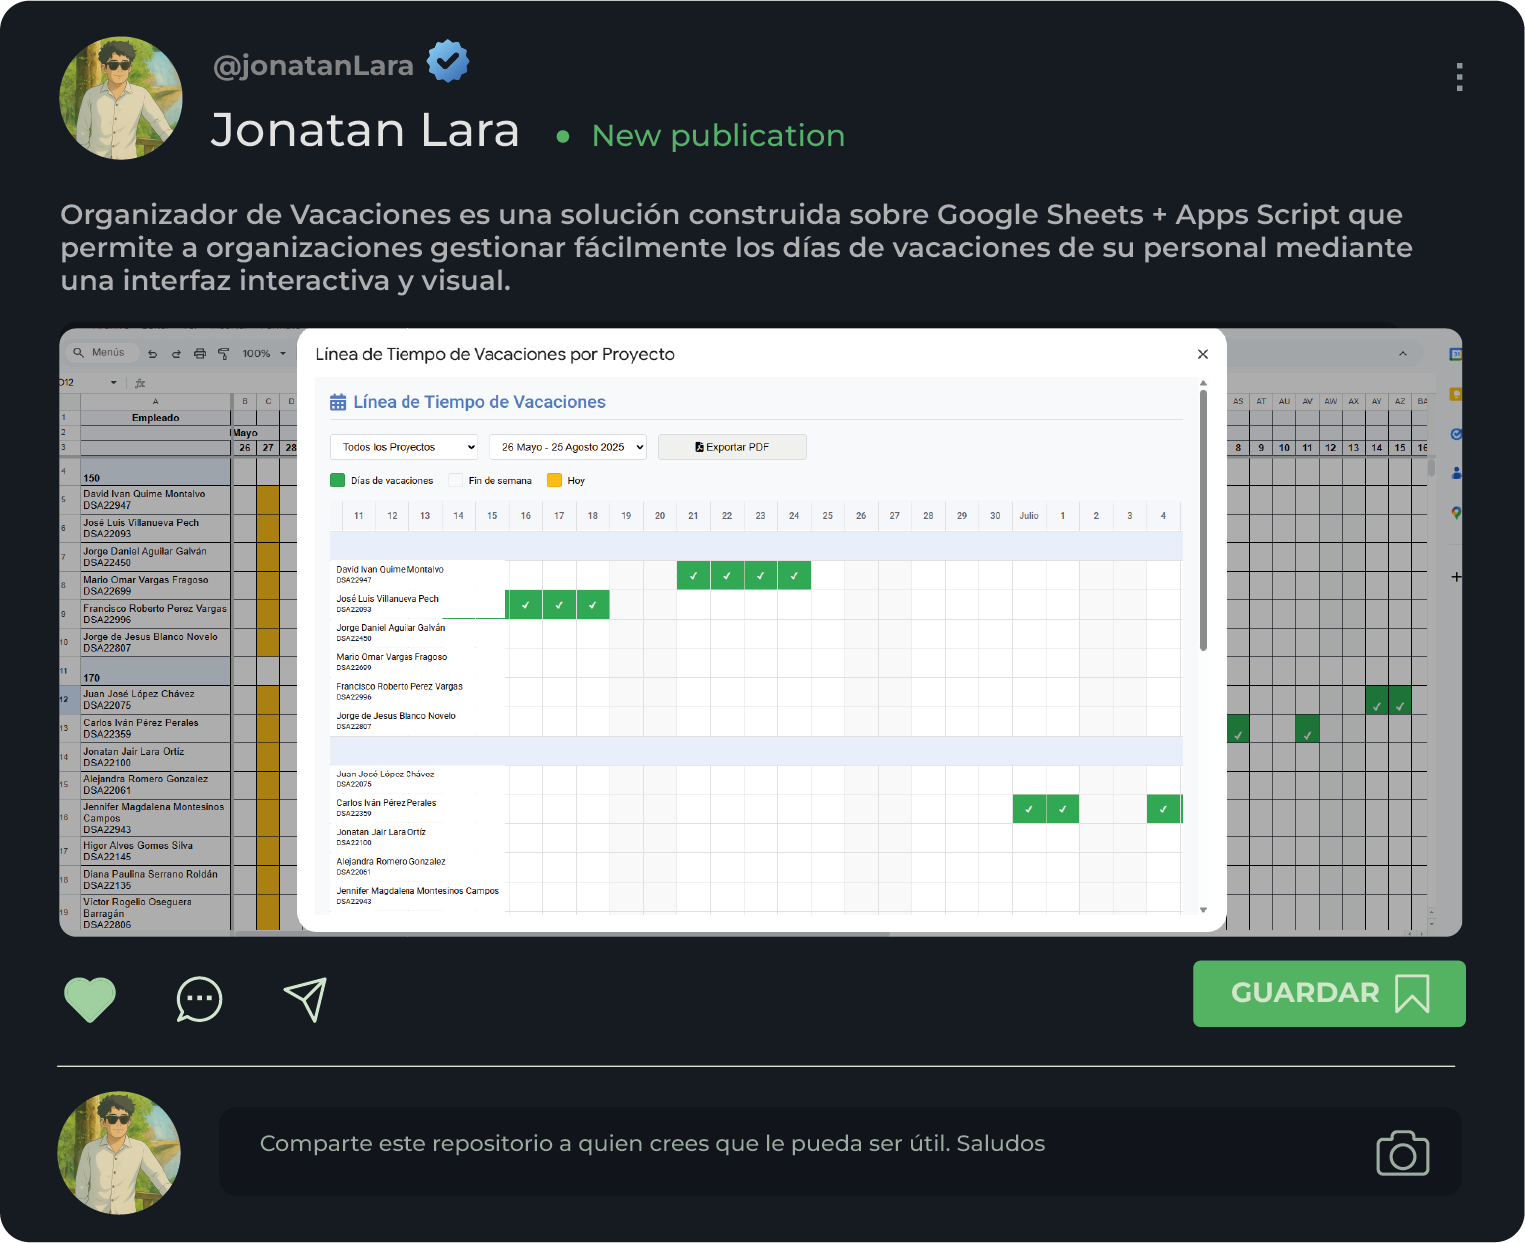 @jonatanLara
Jonatan Lara
• New publication
Organizador de Vacaciones es una solución construida sobre Google Sheets + Apps Script que
permite a organizaciones gestionar fácilmente los días de vacaciones de su personal mediante
una interfaz interactiva y visual.
Menús
100%
fx
A B C D
1 Empleado
2 Mayo
3 26 27 28
4 150
5 David Ivan Quime Montalvo
DSA22947
6 José Luis Villanueva Pech
DSA22093
7 Jorge Daniel Aguilar Galván
DSA22450
8 Mario Omar Vargas Fragoso
DSA22699
9 Francisco Roberto Perez Vargas
DSA22996
10 Jorge de Jesus Blanco Novelo
DSA22807
11 170
12 Juan José López Chávez
DSA22075
13 Carlos Iván Pérez Perales
DSA22359
14 Jonatan Jair Lara Ortíz
DSA22100
15 Alejandra Romero Gonzalez
DSA22061
16 Jennifer Magdalena Montesinos
Campos
DSA22943
17 Higor Alves Gomes Silva
DSA22145
18 Diana Paulina Serrano Roldán
DSA22135
19 Víctor Rogelio Oseguera
Barragán
DSA22806
Línea de Tiempo de Vacaciones por Proyecto
Línea de Tiempo de Vacaciones
Todos los Proyectos 26 Mayo - 25 Agosto 2025 Exportar PDF
Días de vacaciones Fin de semana Hoy
11 12 13 14 15 16 17 18 19 20 21 22 23 24 25 26 27 28 29 30 Julio 1 2 3 4
David Ivan Quime Montalvo
DSA22947
José Luis Villanueva Pech
DSA22093
Jorge Daniel Aguilar Galván
DSA22450
Mario Omar Vargas Fragoso
DSA22699
Francisco Roberto Perez Vargas
DSA22996
Jorge de Jesus Blanco Novelo
DSA22807
Juan José López Chávez
DSA22075
Carlos Iván Pérez Perales
DSA22359
Jonatan Jair Lara Ortíz
DSA22100
Alejandra Romero Gonzalez
DSA22061
Jennifer Magdalena Montesinos Campos
DSA22943
AS AT AU AV AW AX AY AZ BA
8 9 10 11 12 13 14 15 16
31
GUARDAR
Comparte este repositorio a quien crees que le pueda ser útil. Saludos